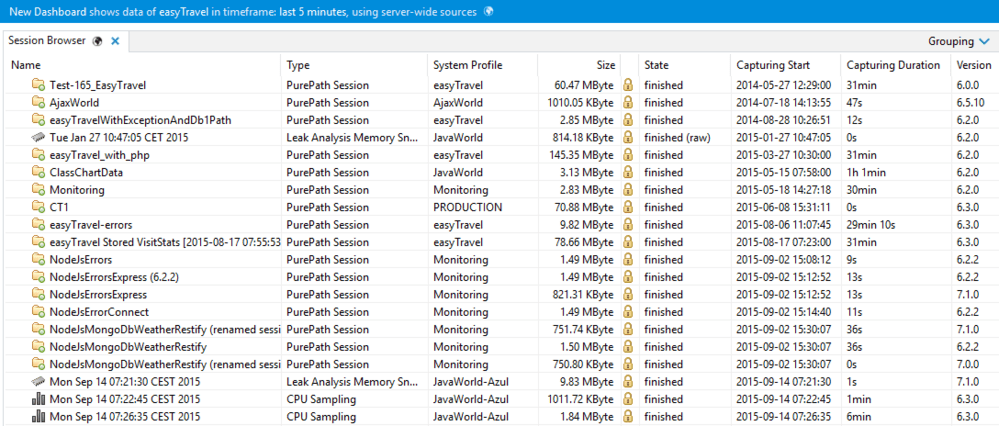 New Dashboard shows data of easyTravel in timeframe: last 5 minutes, using server-wide sources
Session Browser
Grouping
Name Type System Profile Size State Capturing Start Capturing Duration Version
Test-165_EasyTravel PurePath Session easyTravel 60.47 MByte finished 2014-05-27 12:29:00 31min 6.0.0
AjaxWorld PurePath Session AjaxWorld 1010.05 KByte finished 2014-07-18 14:13:55 47s 6.5.10
easyTravelWithExceptionAndDb1Path PurePath Session easyTravel 2.85 MByte finished 2014-08-28 10:26:51 12s 6.2.0
Tue Jan 27 10:47:05 CET 2015 Leak Analysis Memory Sn... JavaWorld 814.18 KByte finished (raw) 2015-01-27 10:47:05 0s 6.2.0
easyTravel_with_php PurePath Session easyTravel 145.35 MByte finished 2015-03-27 10:30:00 31min 6.2.0
ClassChartData PurePath Session JavaWorld 3.13 MByte finished 2015-05-15 07:58:00 1h 1min 6.2.0
Monitoring PurePath Session Monitoring 2.83 MByte finished 2015-05-18 14:27:18 30min 6.2.0
CT1 PurePath Session PRODUCTION 70.88 MByte finished 2015-06-08 15:31:11 0s 6.3.0
easyTravel-errors PurePath Session easyTravel 9.82 MByte finished 2015-08-06 11:07:45 29min 10s 6.3.0
easyTravel Stored VisitStats [2015-08-17 07:55:53 PurePath Session easyTravel 78.66 MByte finished 2015-08-17 07:23:00 31min 6.3.0
NodeJsErrors PurePath Session Monitoring 1.49 MByte finished 2015-09-02 15:08:12 9s 6.2.2
NodeJsErrorsExpress (6.2.2) PurePath Session Monitoring 1.49 MByte finished 2015-09-02 15:12:52 13s 6.2.2
NodeJsErrorsExpress PurePath Session Monitoring 821.31 KByte finished 2015-09-02 15:12:52 13s 7.1.0
NodeJsErrorConnect PurePath Session Monitoring 1.49 MByte finished 2015-09-02 15:14:40 11s 6.2.2
NodeJsMongoDbWeatherRestify (renamed sessi PurePath Session Monitoring 751.74 KByte finished 2015-09-02 15:30:07 36s 7.1.0
NodeJsMongoDbWeatherRestify PurePath Session Monitoring 1.50 MByte finished 2015-09-02 15:30:07 36s 6.2.2
NodeJsMongoDbWeatherRestify (renamed sessi PurePath Session Monitoring 750.80 KByte finished 2015-09-02 15:30:07 0s 7.0.0
Mon Sep 14 07:21:30 CEST 2015 Leak Analysis Memory Sn... JavaWorld-Azul 9.83 MByte finished 2015-09-14 07:21:30 1s 7.1.0
Mon Sep 14 07:22:45 CEST 2015 CPU Sampling JavaWorld-Azul 1011.72 KByte finished 2015-09-14 07:22:45 1min 6.3.0
Mon Sep 14 07:26:35 CEST 2015 CPU Sampling JavaWorld-Azul 1.84 MByte finished 2015-09-14 07:26:35 6min 6.3.0